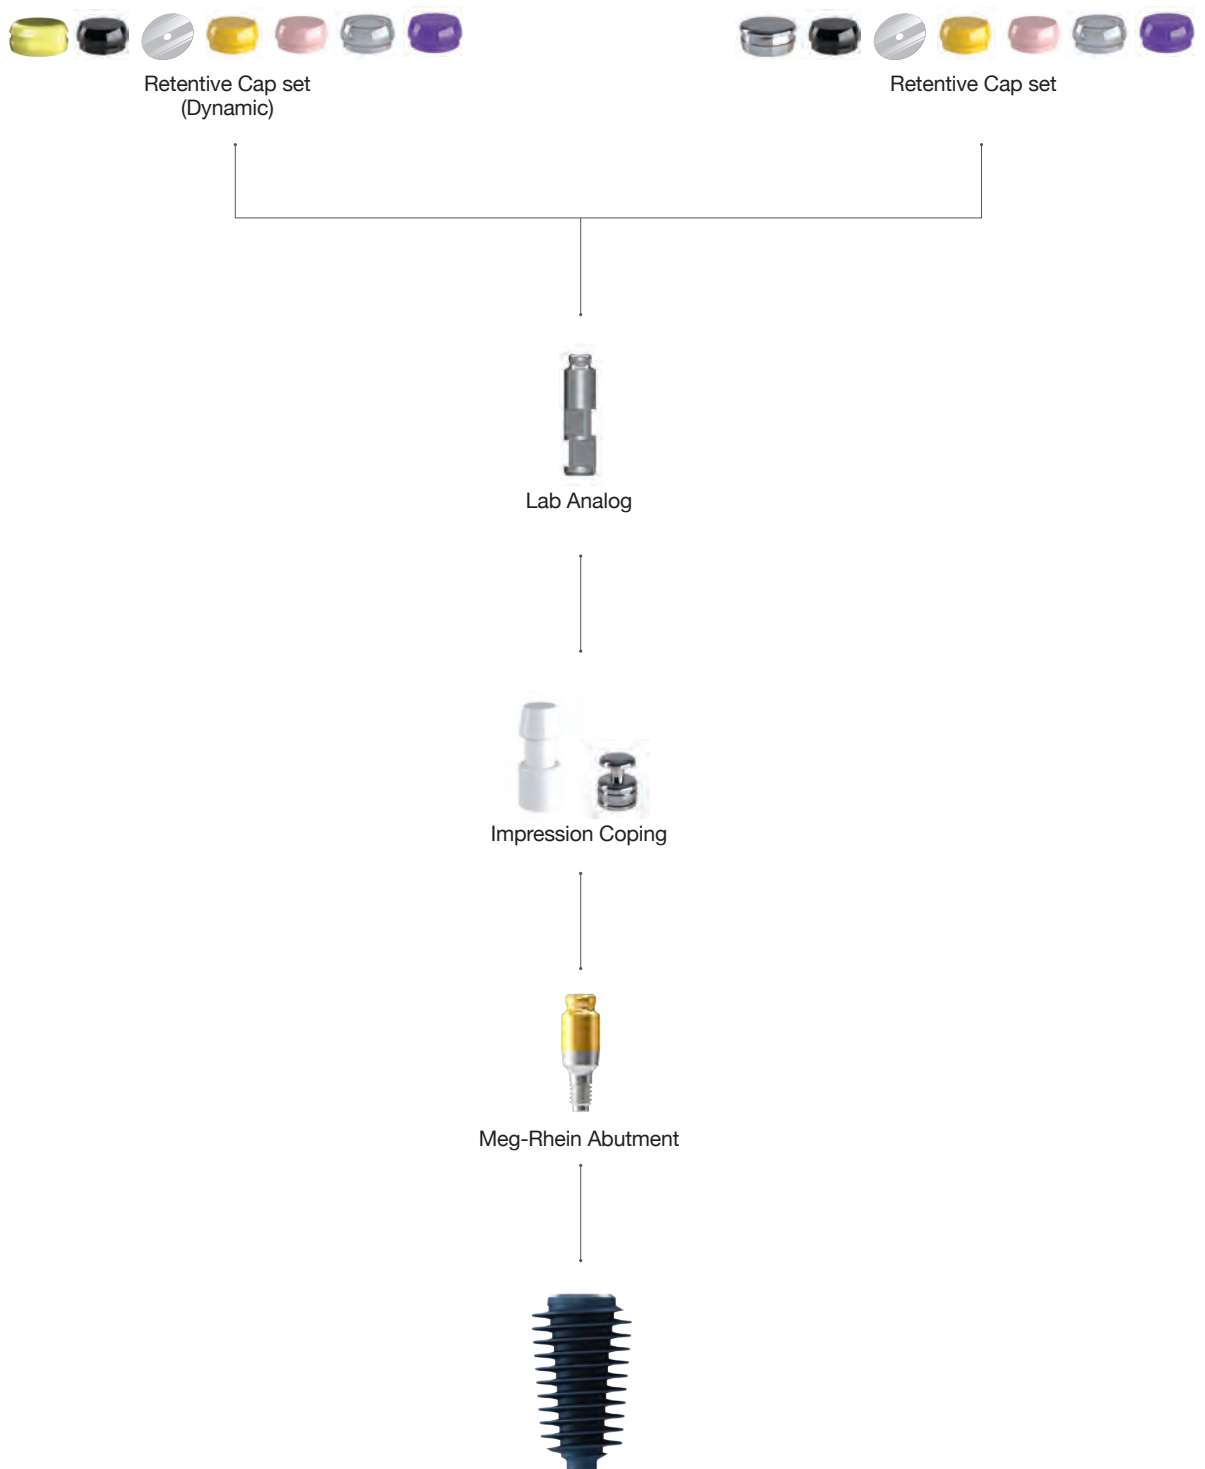 Retentive Cap set
(Dynamic)
Retentive Cap set
Lab Analog
Impression Coping
Meg-Rhein Abutment